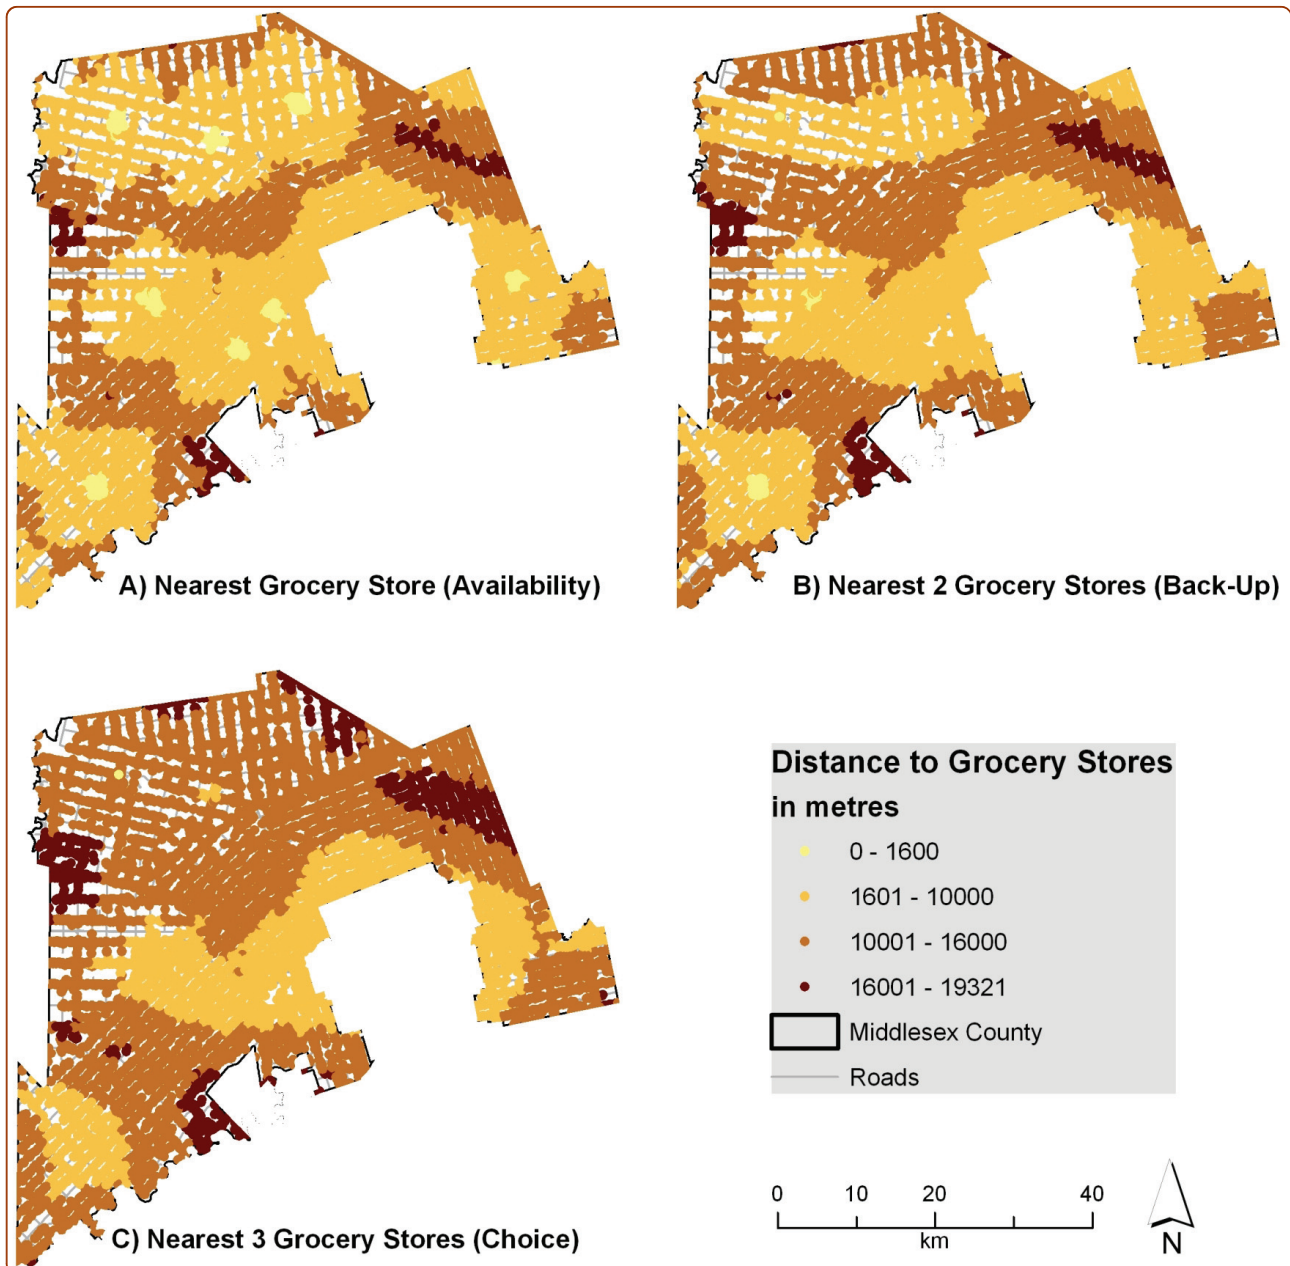 A) Nearest Grocery Store (Availability)
B) Nearest 2 Grocery Stores (Back-Up)
C) Nearest 3 Grocery Stores (Choice)
Distance to Grocery Stores
in metres
0 - 1600
1601 - 10000
10001 - 16000
16001 - 19321
Middlesex County
Roads
0 10 20 40
km
N